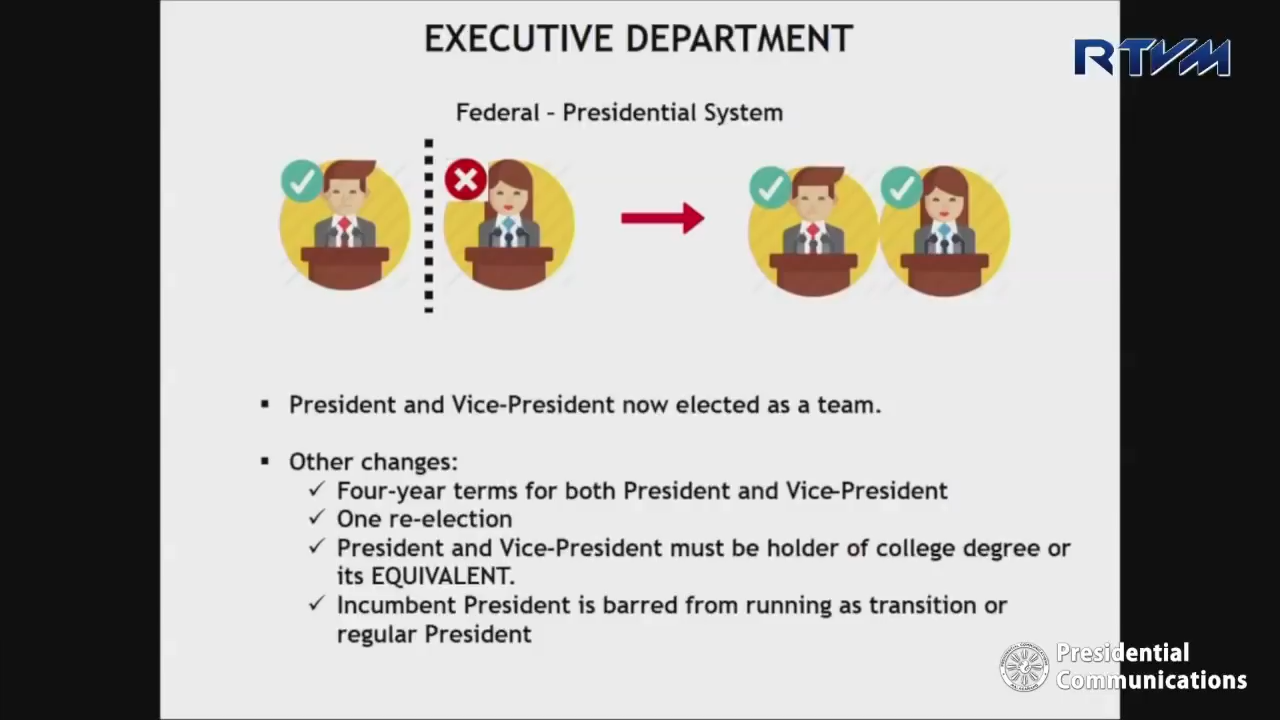 EXECUTIVE DEPARTMENT
RTVM
Federal - Presidential System
▪ President and Vice-President now elected as a team.
▪ Other changes:
✓ Four-year terms for both President and Vice-President
✓ One re-election
✓ President and Vice-President must be holder of college degree or
its EQUIVALENT.
✓ Incumbent President is barred from running as transition or
regular President
Presidential
Communications